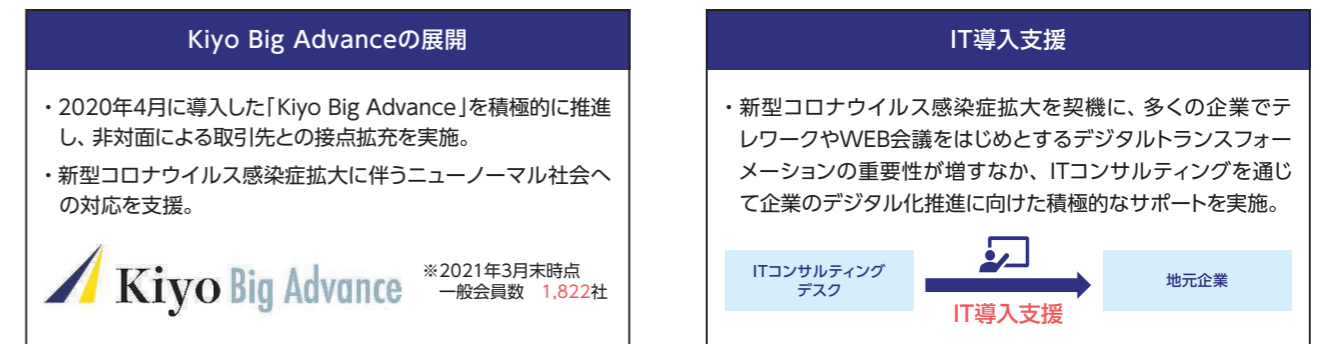 Kiyo Big Advanceの展開
・2020年4月に導入した「Kiyo Big Advance」を積極的に推進
し、非対面による取引先との接点拡充を実施。
・新型コロナウイルス感染症拡大に伴うニューノーマル社会へ
の対応を支援。
Kiyo Big Advance
※2021年3月末時点
一般会員数 1,822社
IT導入支援
・新型コロナウイルス感染症拡大を契機に、多くの企業でテ
レワークやWEB会議をはじめとするデジタルトランスフォー
メーションの重要性が増すなか、ITコンサルティングを通じ
て企業のデジタル化推進に向けた積極的なサポートを実施。
ITコンサルティング
デスク
IT導入支援
地元企業